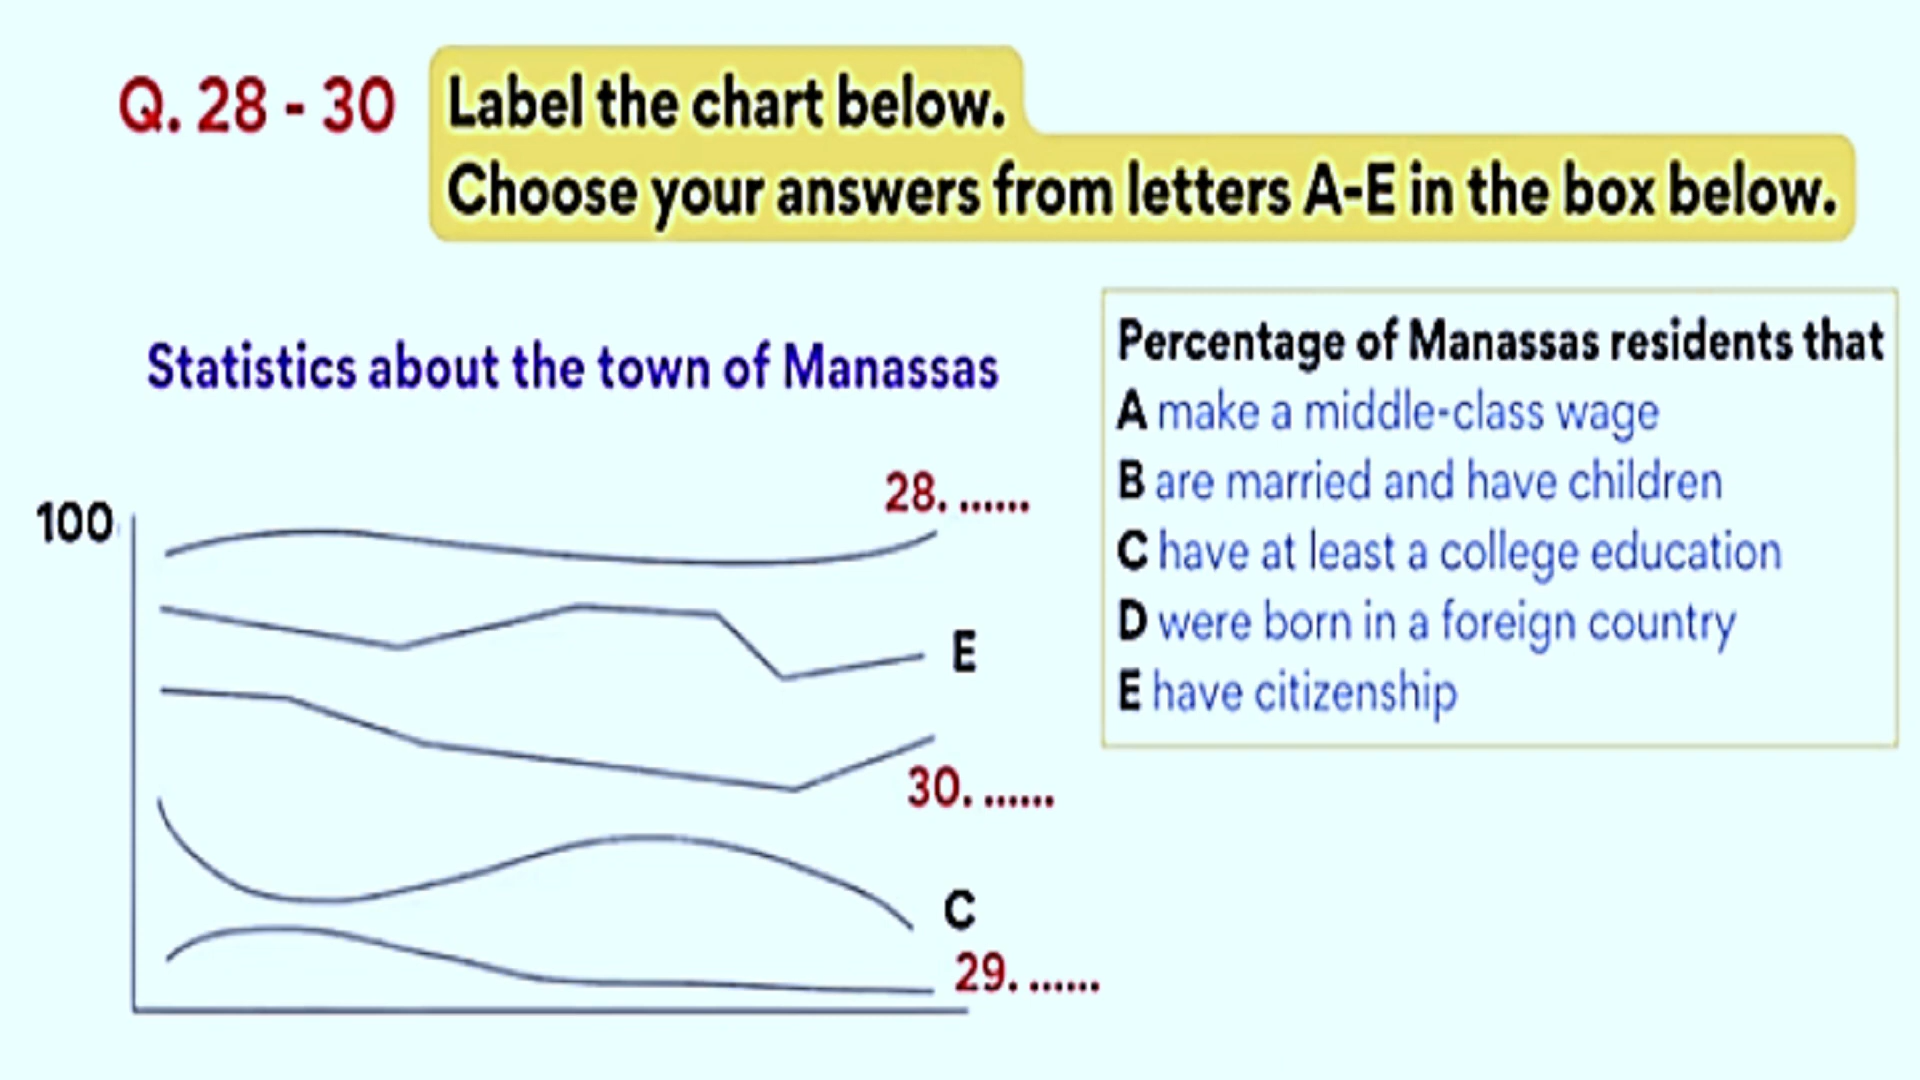 Q. 28 - 30
Label the chart below.
Choose your answers from letters A-E in the box below.
Statistics about the town of Manassas
100
28. ......
E
30. ......
C
29. ......
Percentage of Manassas residents that
A make a middle-class wage
B are married and have children
C have at least a college education
D were born in a foreign country
E have citizenship